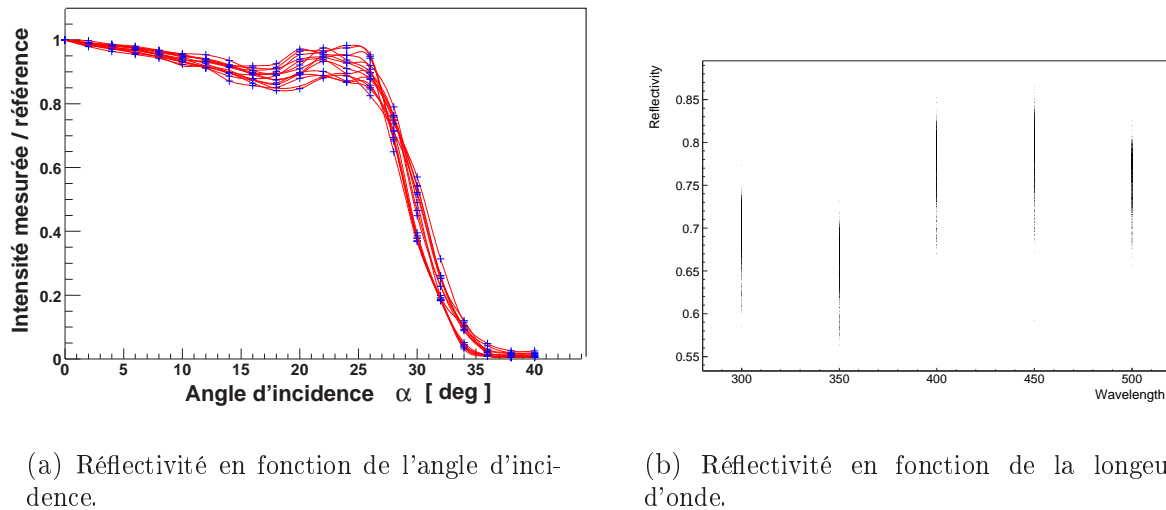 1
0.8
0.6
0.4
0.2
0
0 5 10 15 20 25 30 35 40
Intensité mesurée / référence
Angle d'incidence α [ deg ]
Reflectivity
0.85
0.8
0.75
0.7
0.65
0.6
0.55
300 350 400 450 500
Wavelength
(a) Réflectivité en fonction de l'angle d'inci-
dence.
(b) Réflectivité en fonction de la longeu
d'onde.